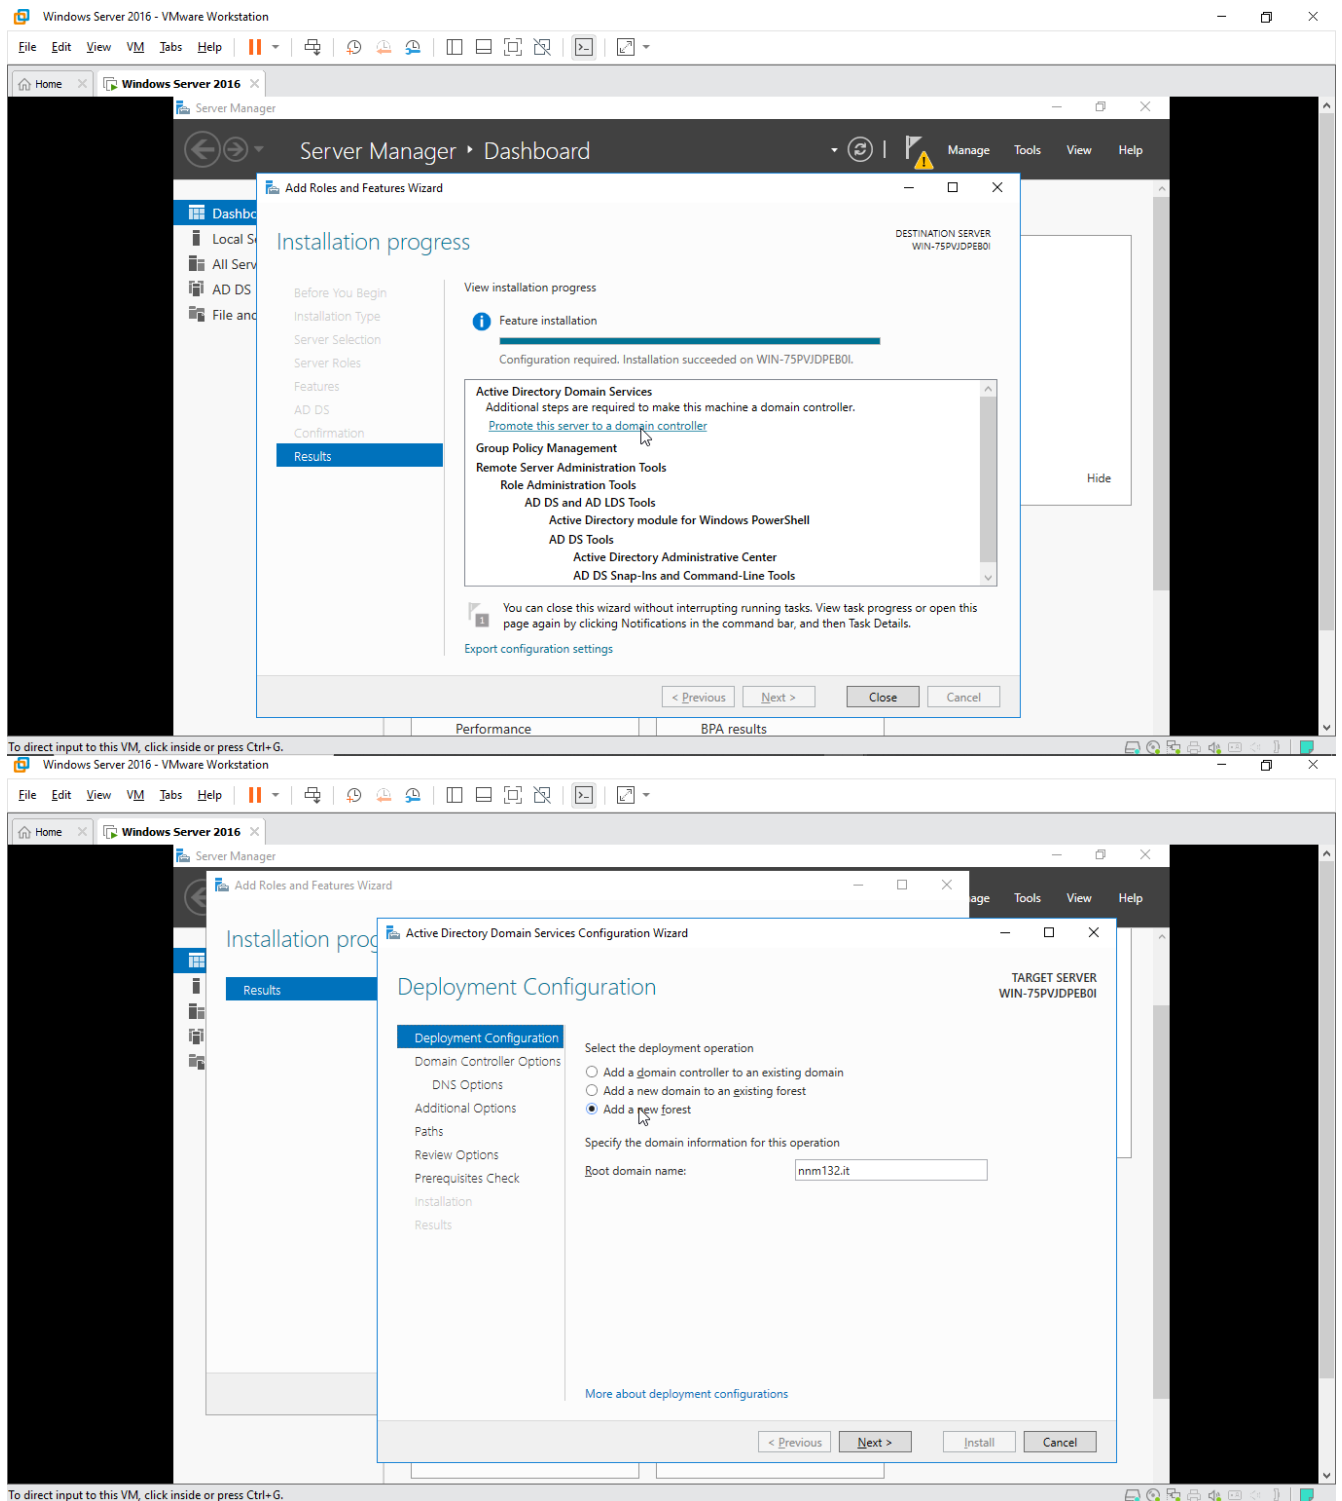 Windows Server 2016 - VMware Workstation
File Edit View VM Tabs Help
Home Windows Server 2016
Server Manager
Server Manager Dashboard
Manage Tools View Help
Add Roles and Features Wizard
Dashbo
Local Se
All Serv
AD DS
File and
Installation progress
DESTINATION SERVER
WIN-75PVJDPEB0I
Before You Begin
Installation Type
Server Selection
Server Roles
Features
AD DS
Confirmation
Results
View installation progress
Feature installation
Configuration required. Installation succeeded on WIN-75PVJDPEB0I.
Active Directory Domain Services
Additional steps are required to make this machine a domain controller.
Promote this server to a domain controller
Group Policy Management
Remote Server Administration Tools
Role Administration Tools
AD DS and AD LDS Tools
Active Directory module for Windows PowerShell
AD DS Tools
Active Directory Administrative Center
AD DS Snap-Ins and Command-Line Tools
Hide
1
You can close this wizard without interrupting running tasks. View task progress or open this
page again by clicking Notifications in the command bar, and then Task Details.
Export configuration settings
< Previous Next > Close Cancel
Performance BPA results
To direct input to this VM, click inside or press Ctrl+G.
Windows Server 2016 - VMware Workstation
File Edit View VM Tabs Help
Home Windows Server 2016
Server Manager
Add Roles and Features Wizard
age Tools View Help
Installation prog
Results
Active Directory Domain Services Configuration Wizard
Deployment Configuration
TARGET SERVER
WIN-75PVJDPEB0I
Deployment Configuration
Domain Controller Options
DNS Options
Additional Options
Paths
Review Options
Prerequisites Check
Installation
Results
Select the deployment operation
Add a domain controller to an existing domain
Add a new domain to an existing forest
Add a new forest
Specify the domain information for this operation
Root domain name: nnm132.it
More about deployment configurations
< Previous Next > Install Cancel
To direct input to this VM, click inside or press Ctrl+G.